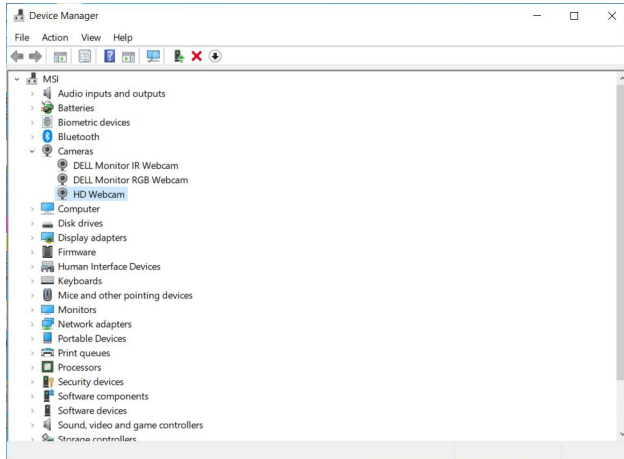 Device Manager
File Action View Help
MSI
Audio inputs and outputs
Batteries
Biometric devices
Bluetooth
Cameras
DELL Monitor IR Webcam
DELL Monitor RGB Webcam
HD Webcam
Computer
Disk drives
Display adapters
Firmware
Human Interface Devices
Keyboards
Mice and other pointing devices
Monitors
Network adapters
Portable Devices
Print queues
Processors
Security devices
Software components
Software devices
Sound, video and game controllers
Storage controllers